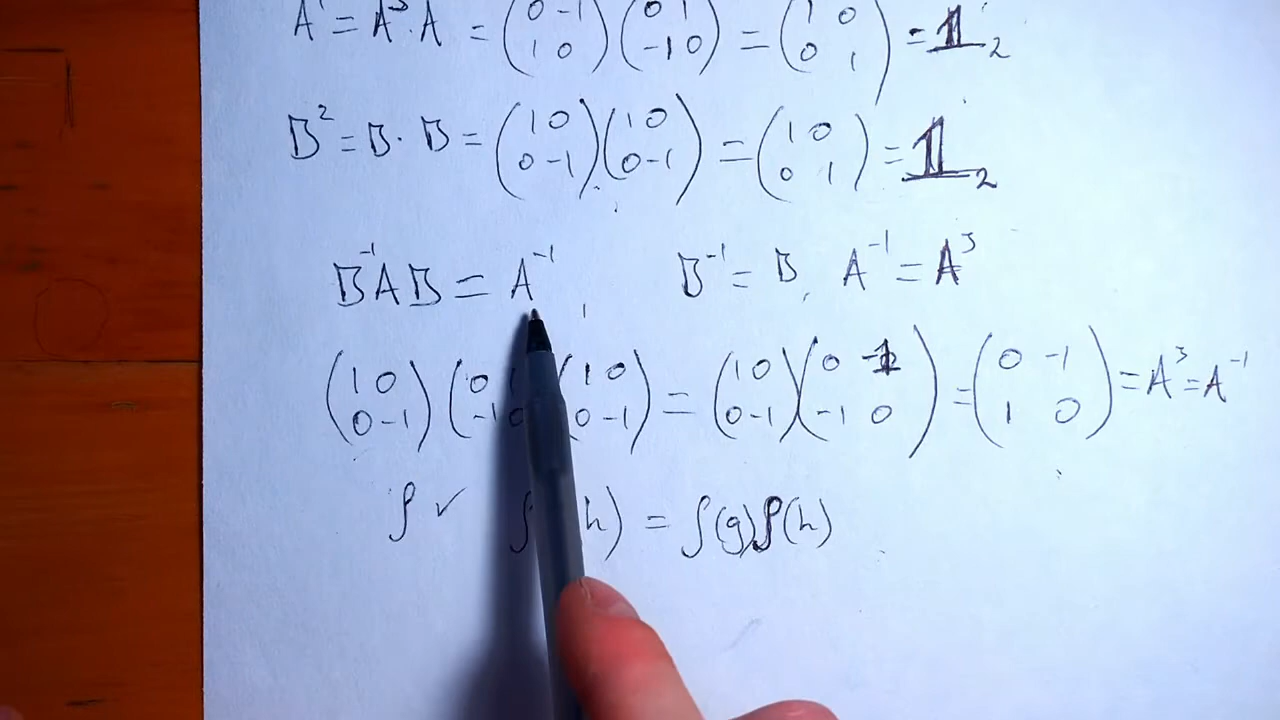 A⁴ = A³·A = (0 -1 / 1 0) (0 1 / -1 0) = (1 0 / 0 1) = 𝟙₂
B² = B · B = (1 0 / 0 -1) (1 0 / 0 -1) = (1 0 / 0 1) = 𝟙₂
B⁻¹AB = A⁻¹, B⁻¹ = B, A⁻¹ = A³
(1 0 / 0 -1) (0 1 / -1 0) (1 0 / 0 -1) = (1 0 / 0 -1) (0 -1 / -1 0) = (0 -1 / 1 0) = A³ = A⁻¹
ρ ✓ ρ h) = ρ(g)ρ(h)